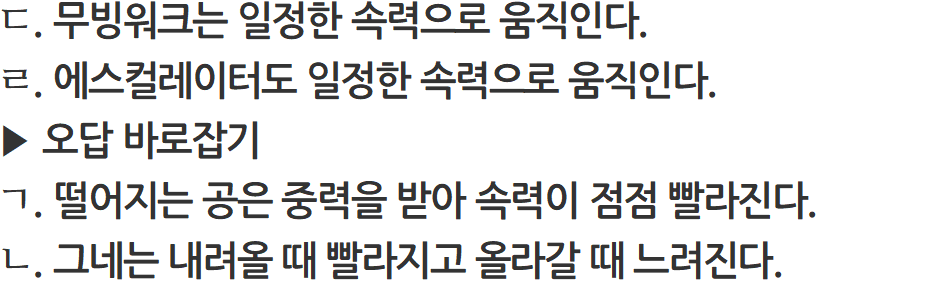 ㄷ. 무빙워크는 일정한 속력으로 움직인다.
ㄹ. 에스컬레이터도 일정한 속력으로 움직인다.
▶ 오답 바로잡기
ㄱ. 떨어지는 공은 중력을 받아 속력이 점점 빨라진다.
ㄴ. 그네는 내려올 때 빨라지고 올라갈 때 느려진다.